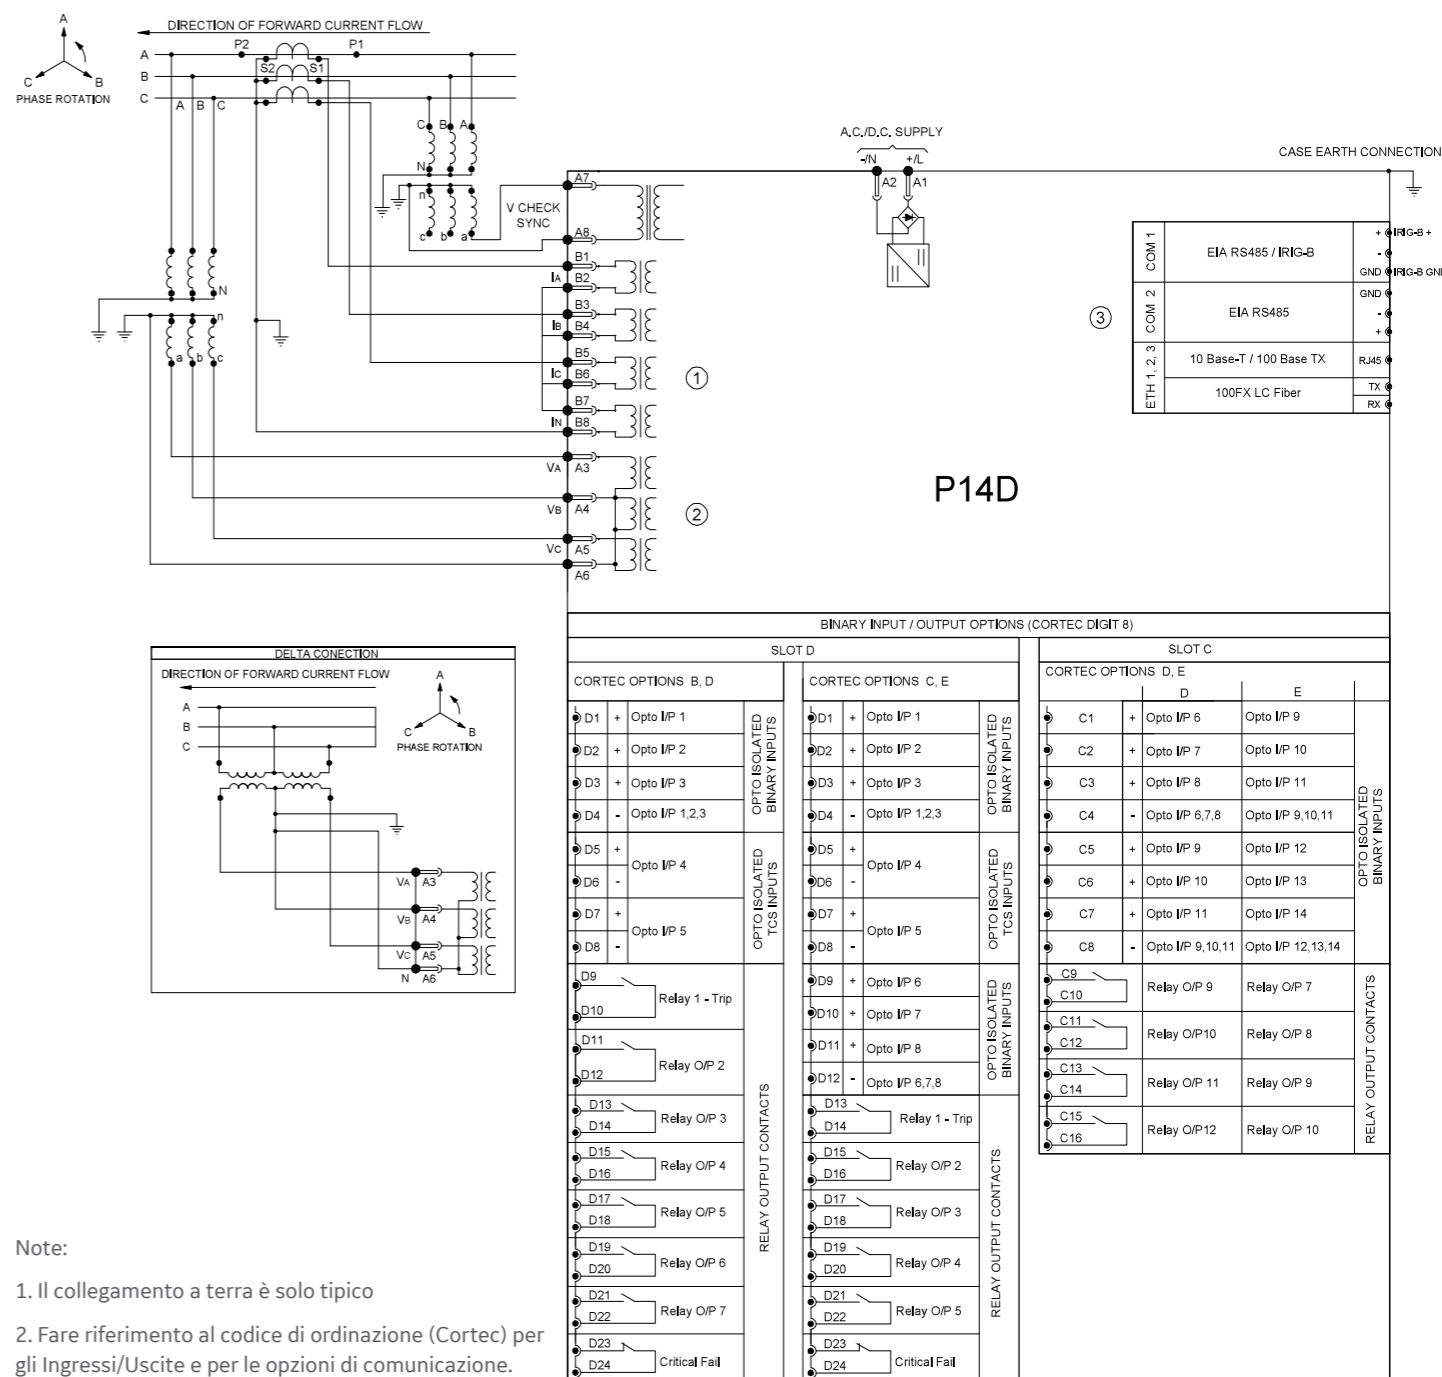 A
DIRECTION OF FORWARD CURRENT FLOW
C B
PHASE ROTATION
P2 P1
A
B
C
S2 S1
A B C
C B A
N
n
c b a
V CHECK
SYNC
N
n
a b c
A.C./D.C. SUPPLY
-/N +/L
A2 A1
CASE EARTH CONNECTION
A7
A8
B1
IA B2
B3
IB B4
B5
IC B6
B7
IN B8
VA A3
VB A4
VC A5
A6
1
2
3
P14D
COM 1
EIA RS485 / IRIG-B
+ IRIG-B +
-
GND IRIG-B GN
COM 2
EIA RS485
GND
-
+
ETH 1, 2, 3
10 Base-T / 100 Base TX
RJ45
100FX LC Fiber
TX
RX
DELTA CONECTION
DIRECTION OF FORWARD CURRENT FLOW
A
B
C
A
C B
PHASE ROTATION
VA A3
VB A4
VC A5
N A6
BINARY INPUT / OUTPUT OPTIONS (CORTEC DIGIT 8)
SLOT D
CORTEC OPTIONS B, D
D1 + Opto I/P 1
D2 + Opto I/P 2
D3 + Opto I/P 3
D4 - Opto I/P 1,2,3
OPTO ISOLATED
BINARY INPUTS
D5 +
Opto I/P 4
D6 -
D7 +
Opto I/P 5
D8 -
OPTO ISOLATED
TCS INPUTS
D9
Relay 1 - Trip
D10
D11
Relay O/P 2
D12
D13
Relay O/P 3
D14
D15
Relay O/P 4
D16
D17
Relay O/P 5
D18
D19
Relay O/P 6
D20
D21
Relay O/P 7
D22
D23
Critical Fail
D24
RELAY OUTPUT CONTACTS
CORTEC OPTIONS C, E
D1 + Opto I/P 1
D2 + Opto I/P 2
D3 + Opto I/P 3
D4 - Opto I/P 1,2,3
OPTO ISOLATED
BINARY INPUTS
D5 +
Opto I/P 4
D6 -
D7 +
Opto I/P 5
D8 -
OPTO ISOLATED
TCS INPUTS
D9 + Opto I/P 6
D10 + Opto I/P 7
D11 + Opto I/P 8
D12 - Opto I/P 6,7,8
OPTO ISOLATED
BINARY INPUTS
D13
Relay 1 - Trip
D14
D15
Relay O/P 2
D16
D17
Relay O/P 3
D18
D19
Relay O/P 4
D20
D21
Relay O/P 5
D22
D23
Critical Fail
D24
RELAY OUTPUT CONTACTS
SLOT C
CORTEC OPTIONS D, E
D E
C1 + Opto I/P 6 Opto I/P 9
C2 + Opto I/P 7 Opto I/P 10
C3 + Opto I/P 8 Opto I/P 11
C4 - Opto I/P 6,7,8 Opto I/P 9,10,11
C5 + Opto I/P 9 Opto I/P 12
C6 + Opto I/P 10 Opto I/P 13
C7 + Opto I/P 11 Opto I/P 14
C8 - Opto I/P 9,10,11 Opto I/P 12,13,14
OPTO ISOLATED
BINARY INPUTS
C9
Relay O/P 9 Relay O/P 7
C10
C11
Relay O/P10 Relay O/P 8
C12
C13
Relay O/P 11 Relay O/P 9
C14
C15
Relay O/P12 Relay O/P 10
C16
RELAY OUTPUT CONTACTS
Note:
1. Il collegamento a terra è solo tipico
2. Fare riferimento al codice di ordinazione (Cortec) per
gli Ingressi/Uscite e per le opzioni di comunicazione.